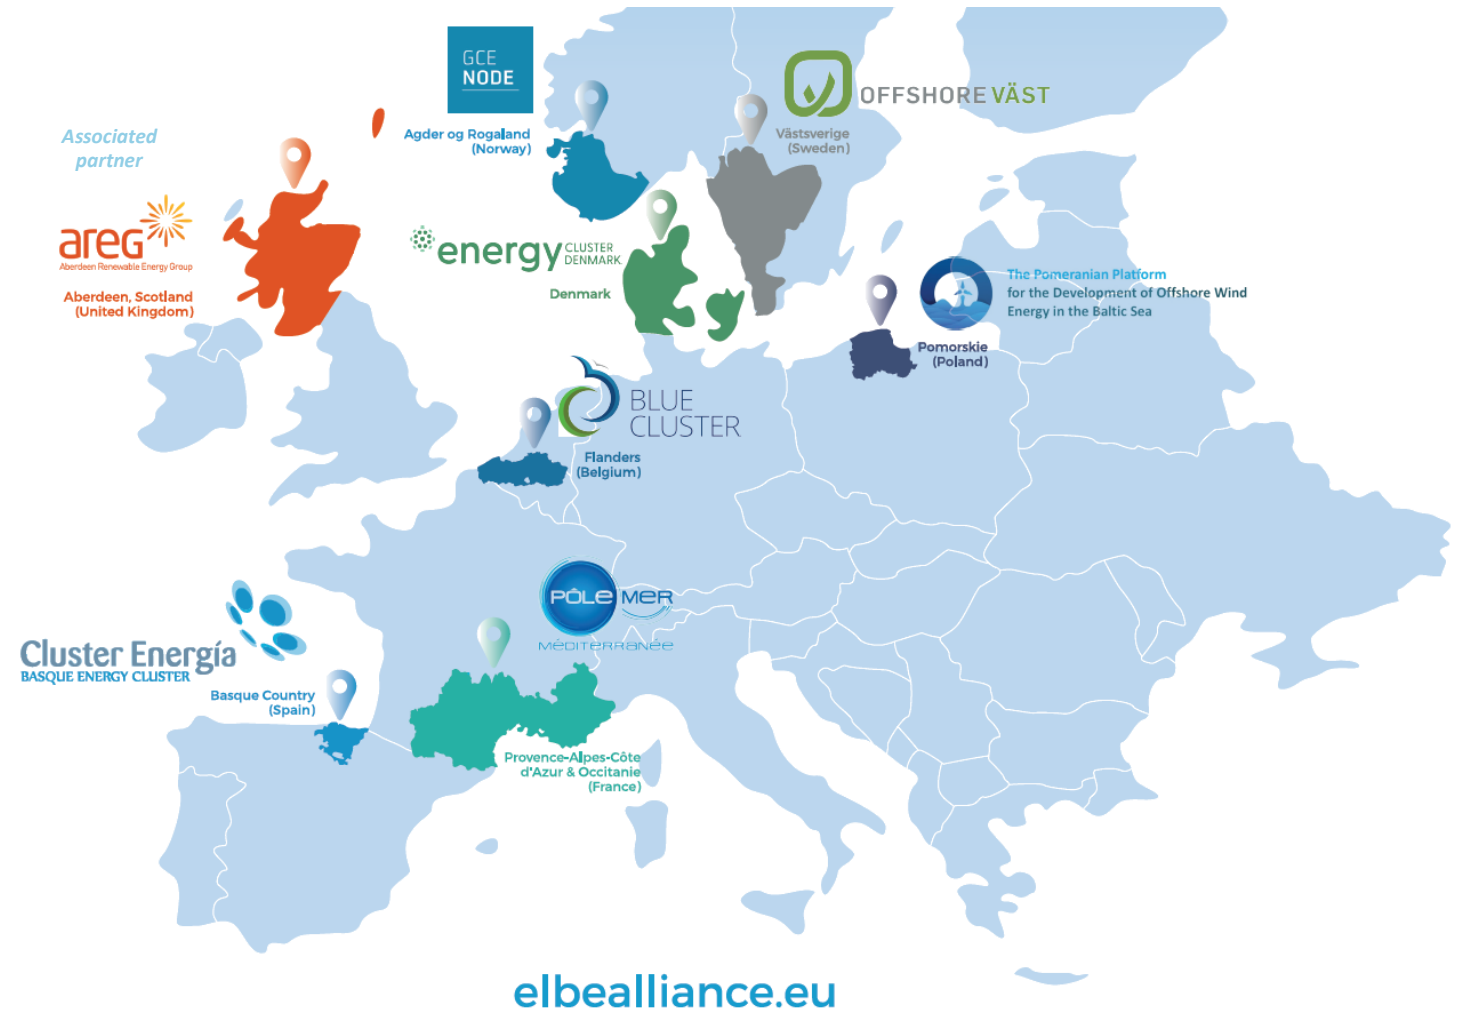 GCE
NODE
Agder og Rogaland
(Norway)
OFFSHORE VÄST
Västsverige
(Sweden)
Associated
partner
areG
Aberdeen Renewable Energy Group
Aberdeen, Scotland
(United Kingdom)
energy CLUSTER
DENMARK
Denmark
The Pomeranian Platform
for the Development of Offshore Wind
Energy in the Baltic Sea
Pomorskie
(Poland)
BLUE
CLUSTER
Flanders
(Belgium)
PÔLE MER
MÉDITERRANÉE
Cluster Energía
BASQUE ENERGY CLUSTER
Basque Country
(Spain)
Provence-Alpes-Côte
d'Azur & Occitanie
(France)
elbealliance.eu